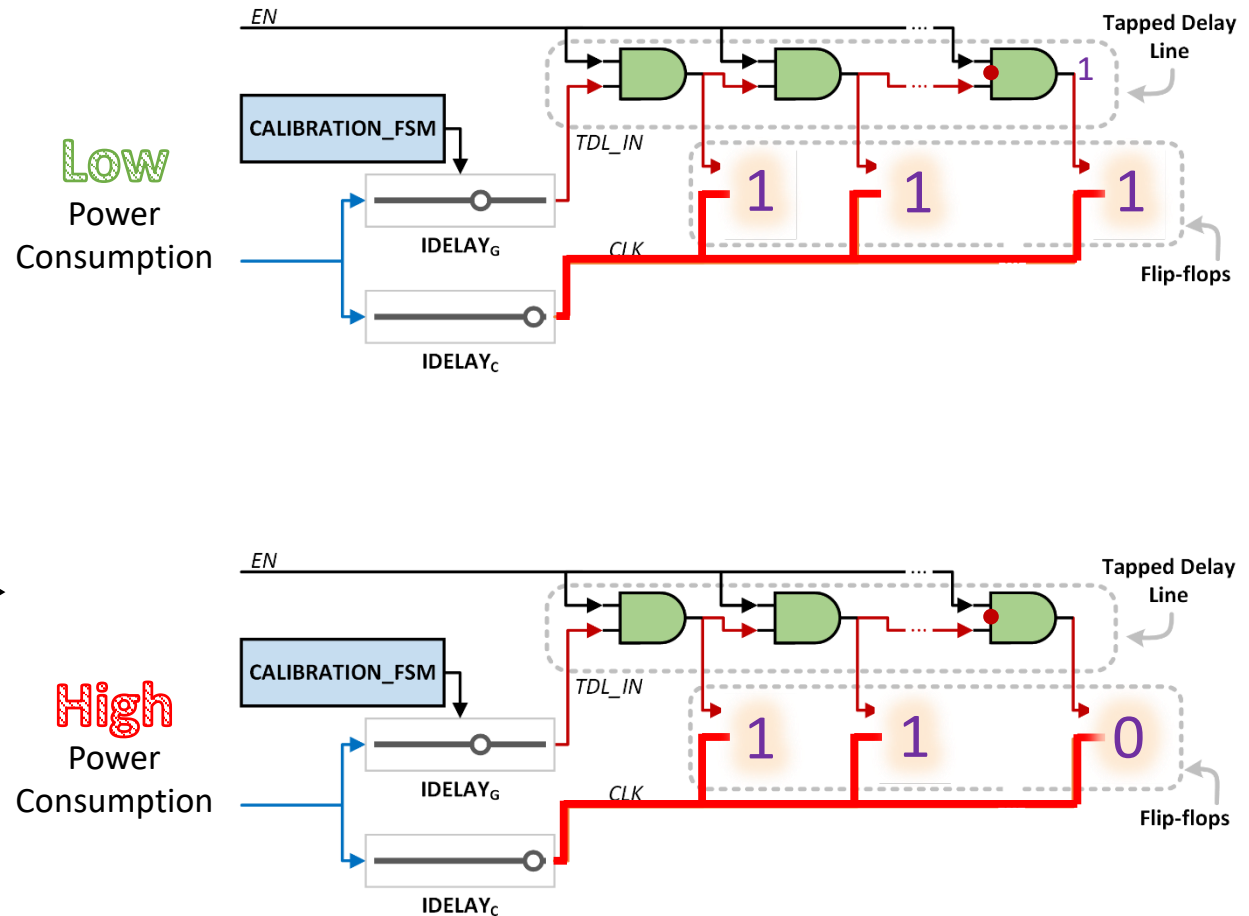 EN
...
Tapped Delay
Line
1
CALIBRATION_FSM
...
TDL_IN
Low
Power
Consumption
1 1 1
IDELAYG
CLK
Flip-flops
IDELAYC
EN
...
Tapped Delay
Line
CALIBRATION_FSM
...
TDL_IN
High
Power
Consumption
1 1 0
IDELAYG
CLK
Flip-flops
IDELAYC